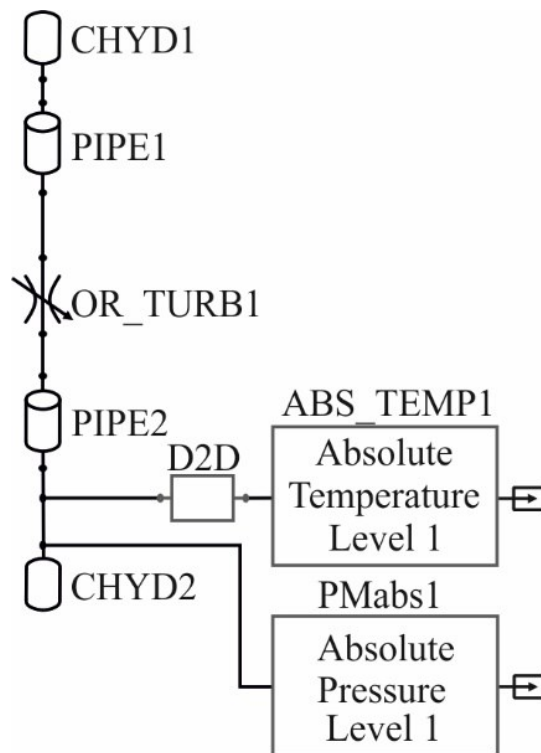 CHYD1
PIPE1
OR_TURB1
PIPE2
ABS_TEMP1
D2D
Absolute
Temperature
Level 1
CHYD2
PMabs1
Absolute
Pressure
Level 1